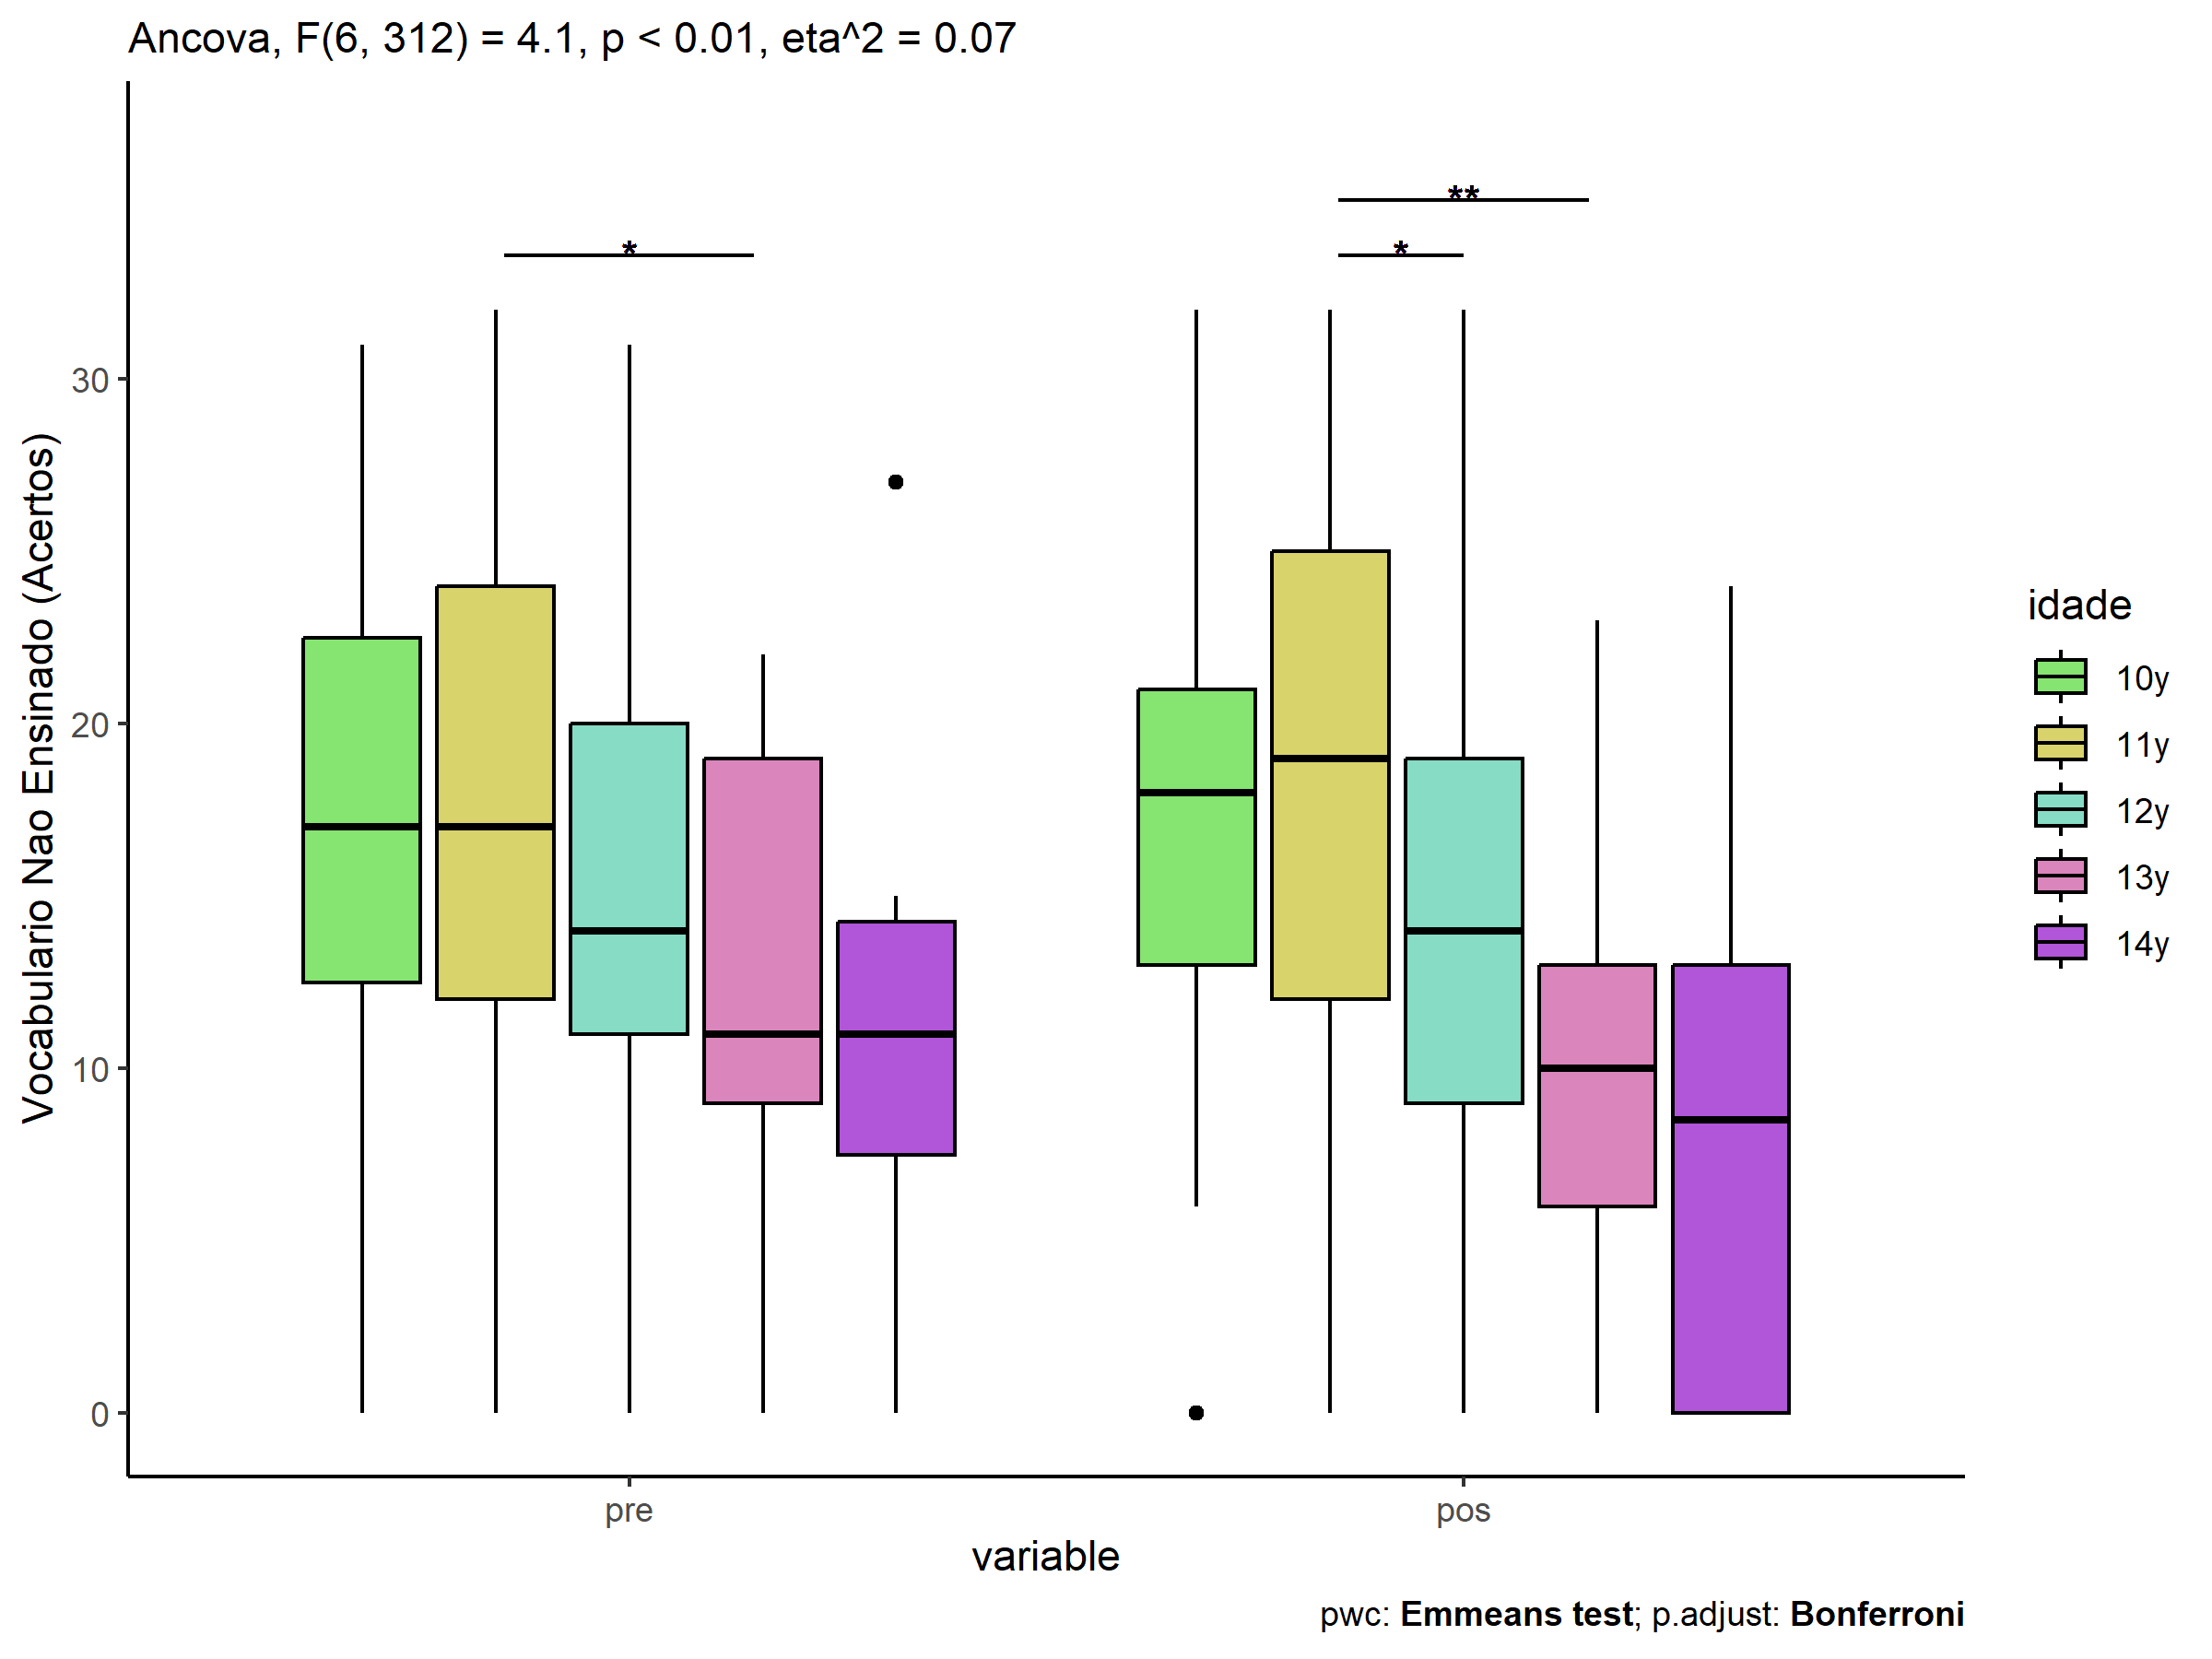 Ancova, F(6, 312) = 4.1, p < 0.01, eta^2 = 0.07
Vocabulario Nao Ensinado (Acertos)
30
20
10
0
*
**
*
pre
pos
variable
idade
10y
11y
12y
13y
14y
pwc: Emmeans test; p.adjust: Bonferroni